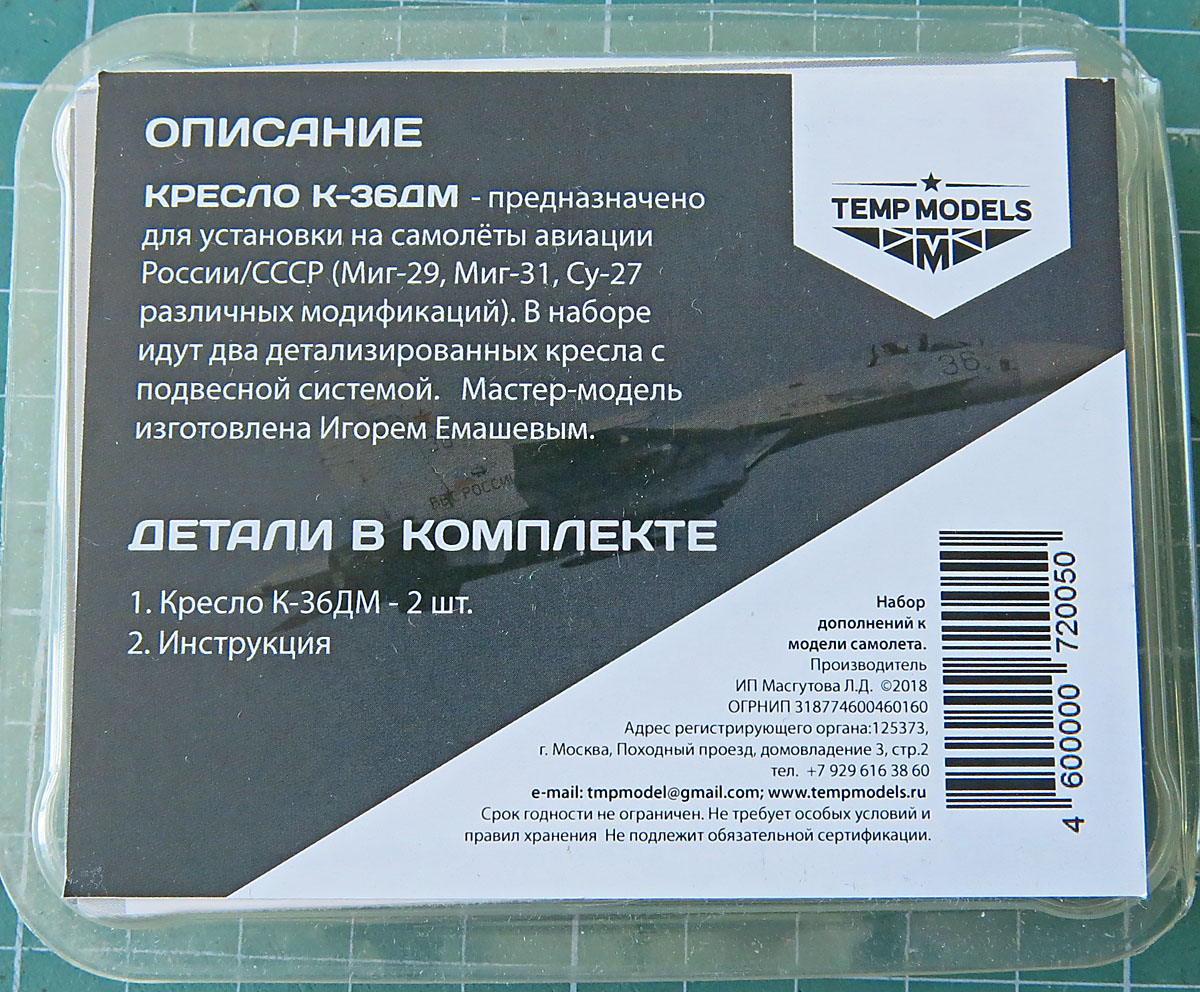 ОПИСАНИЕ
КРЕСЛО К-36ДМ - предназначено
для установки на самолёты авиации
России/СССР (Миг-29, Миг-31, Су-27
различных модификаций). В наборе
идут два детализированных кресла с
подвесной системой. Мастер-модель
изготовлена Игорем Емашевым.
TEMP MODELS
M
36
ВВС РОССИИ
ДЕТАЛИ В КОМПЛЕКТЕ
1. Кресло К-36ДМ - 2 шт.
2. Инструкция
Набор
дополнений к
модели самолета.
Производитель
ИП Масгутова Л.Д. ©2018
ОГРНИП 318774600460160
Адрес регистрирующего органа:125373,
г. Москва, Походный проезд, домовладение 3, стр.2
тел. +7 929 616 38 60
e-mail: tmpmodel@gmail.com; www.tempmodels.ru
Срок годности не ограничен. Не требует особых условий и
правил хранения Не подлежит обязательной сертификации.
4 600000 720050